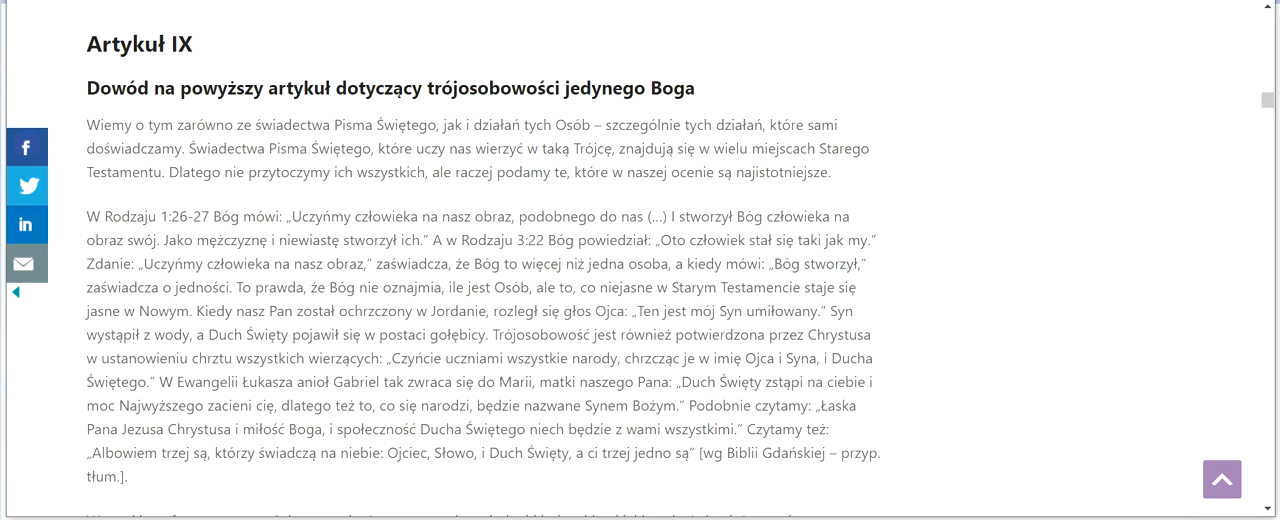 Artykuł IX
Dowód na powyższy artykuł dotyczący trójosobowości jedynego Boga
Wiemy o tym zarówno ze świadectwa Pisma Świętego, jak i działań tych Osób – szczególnie tych działań, które sami
doświadczamy. Świadectwa Pisma Świętego, które uczy nas wierzyć w taką Trójcę, znajdują się w wielu miejscach Starego
Testamentu. Dlatego nie przytoczymy ich wszystkich, ale raczej podamy te, które w naszej ocenie są najistotniejsze.
W Rodzaju 1:26-27 Bóg mówi: „Uczyńmy człowieka na nasz obraz, podobnego do nas (…) I stworzył Bóg człowieka na
obraz swój. Jako mężczyznę i niewiastę stworzył ich.” A w Rodzaju 3:22 Bóg powiedział: „Oto człowiek stał się taki jak my.”
Zdanie: „Uczyńmy człowieka na nasz obraz,” zaświadcza, że Bóg to więcej niż jedna osoba, a kiedy mówi: „Bóg stworzył,”
zaświadcza o jedności. To prawda, że Bóg nie oznajmia, ile jest Osób, ale to, co niejasne w Starym Testamencie staje się
jasne w Nowym. Kiedy nasz Pan został ochrzczony w Jordanie, rozległ się głos Ojca: „Ten jest mój Syn umiłowany.” Syn
wystąpił z wody, a Duch Święty pojawił się w postaci gołębicy. Trójosobowość jest również potwierdzona przez Chrystusa
w ustanowieniu chrztu wszystkich wierzących: „Czyńcie uczniami wszystkie narody, chrzcząc je w imię Ojca i Syna, i Ducha
Świętego.” W Ewangelii Łukasza anioł Gabriel tak zwraca się do Marii, matki naszego Pana: „Duch Święty zstąpi na ciebie i
moc Najwyższego zacieni cię, dlatego też to, co się narodzi, będzie nazwane Synem Bożym.” Podobnie czytamy: „Łaska
Pana Jezusa Chrystusa i miłość Boga, i społeczność Ducha Świętego niech będzie z wami wszystkimi.” Czytamy też:
„Albowiem trzej są, którzy świadczą na niebie: Ojciec, Słowo, i Duch Święty, a ci trzej jedno są” [wg Biblii Gdańskiej – przyp.
tłum.].